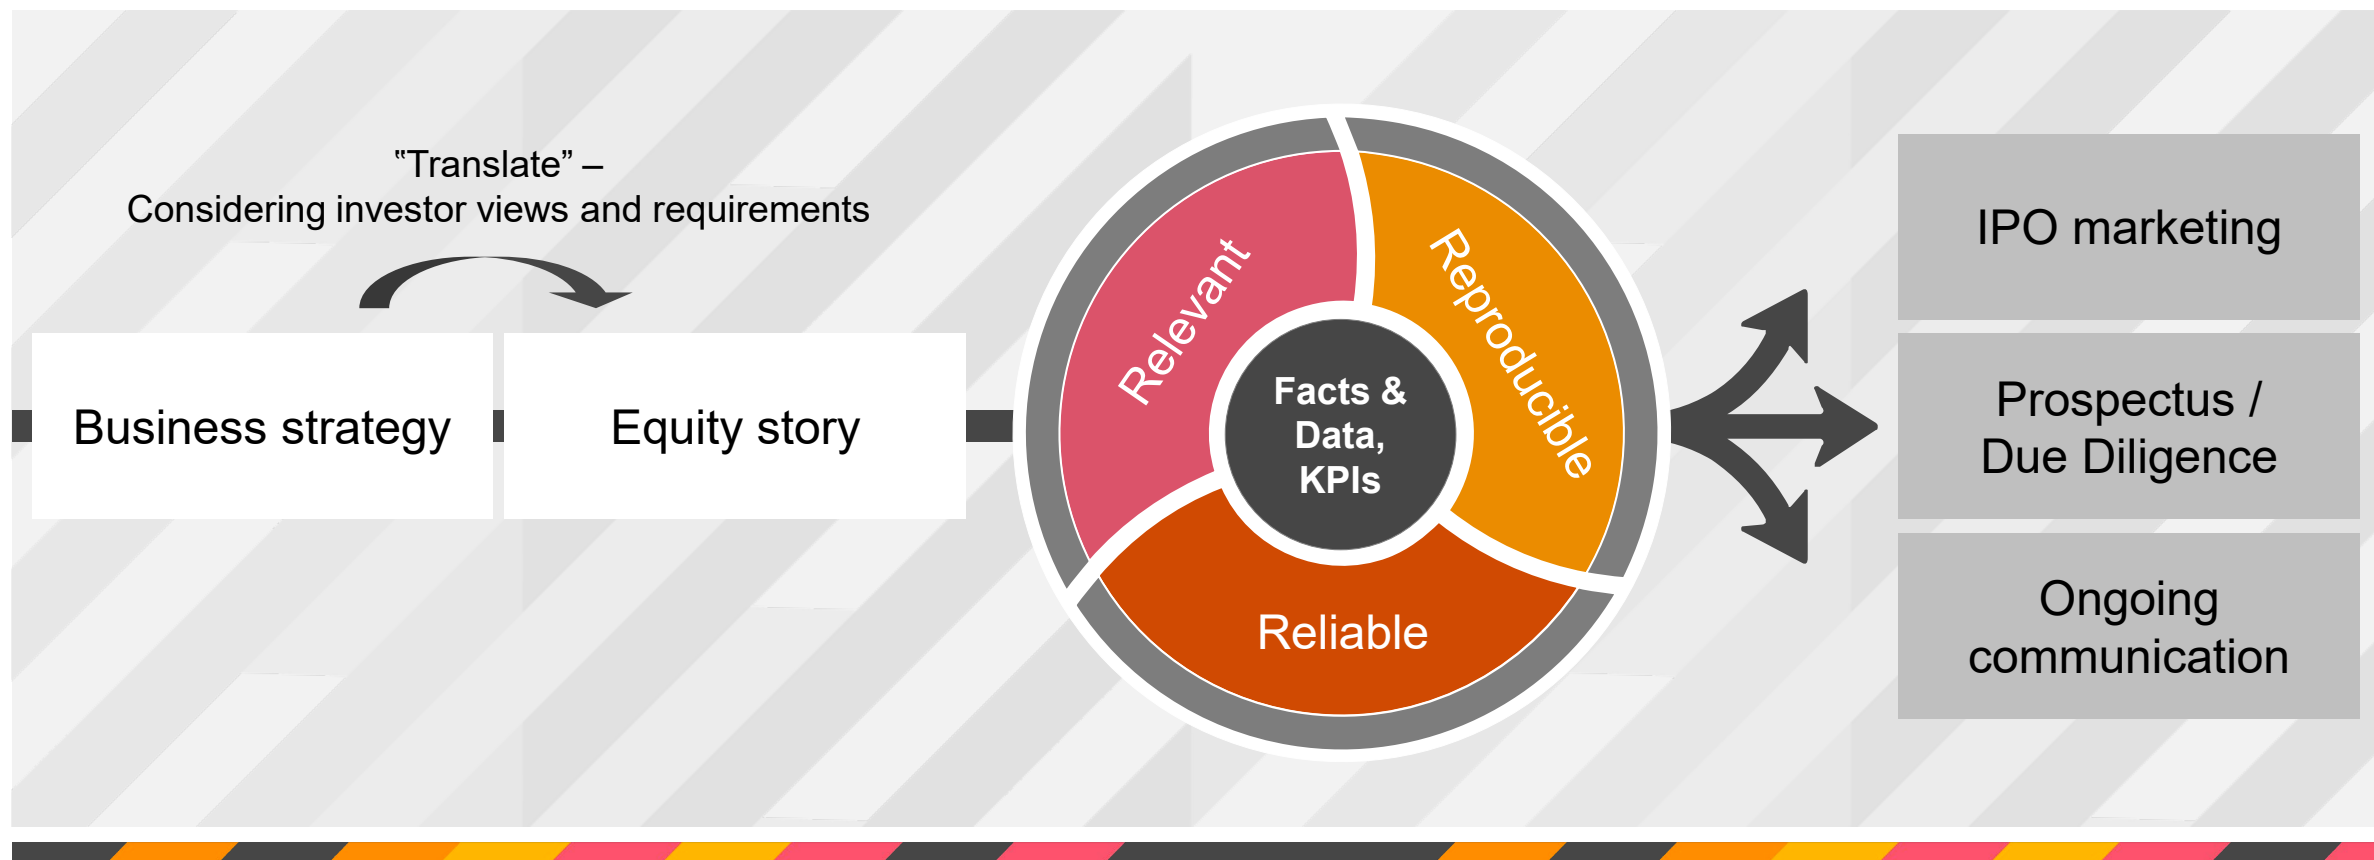 “Translate” –
Considering investor views and requirements
Business strategy
Equity story
Relevant
Reproducible
Reliable
Facts &
Data,
KPIs
IPO marketing
Prospectus /
Due Diligence
Ongoing
communication